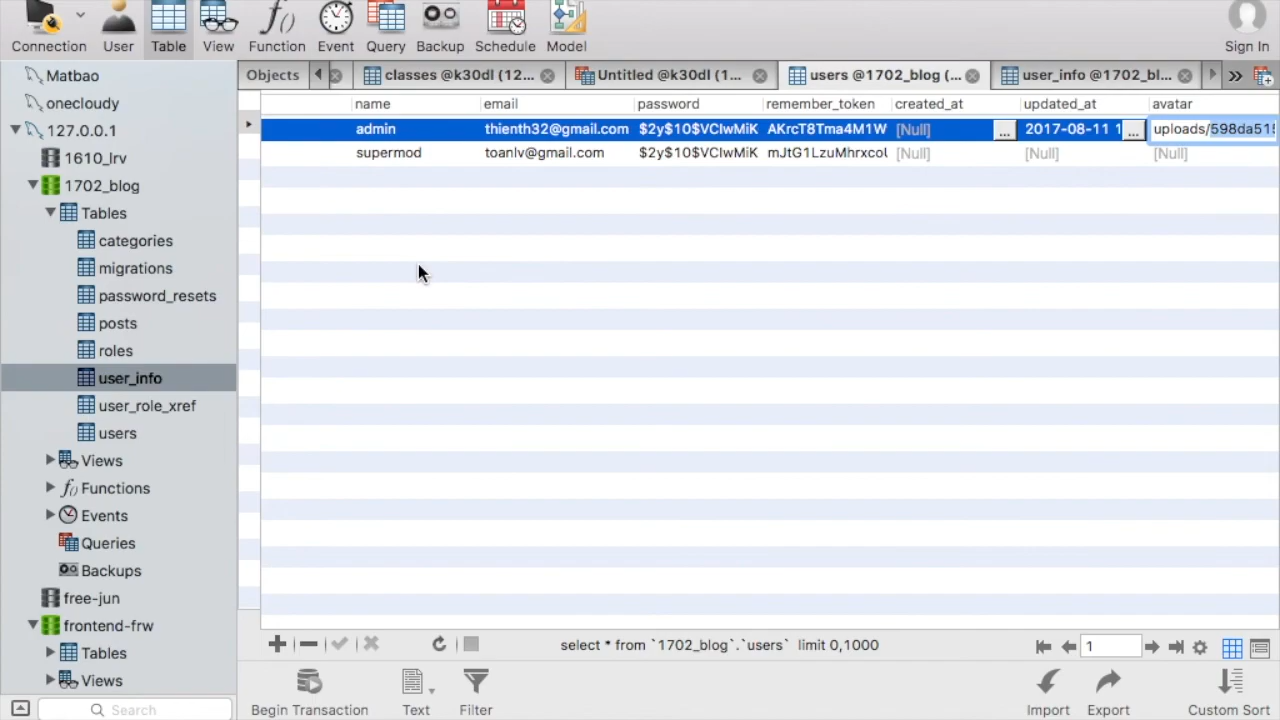 Connection User Table View Function Event Query Backup Schedule Model Sign In
Objects classes @k30dl (12... Untitled @k30dl (1... users @1702_blog (... user_info @1702_bl...
Matbao
onecloudy
127.0.0.1
1610_lrv
1702_blog
Tables
categories
migrations
password_resets
posts
roles
user_info
user_role_xref
users
Views
Functions
Events
Queries
Backups
free-jun
frontend-frw
Tables
Views
Search
name email password remember_token created_at updated_at avatar
admin thienth32@gmail.com $2y$10$VCIwMiK AKrcT8Tma4M1W [Null] ... 2017-08-11 1 ... uploads/598da51
supermod toanlv@gmail.com $2y$10$VCIwMiK mJtG1LzuMhrxcol [Null] [Null] [Null]
select * from `1702_blog`.`users` limit 0,1000 1
Begin Transaction Text Filter Import Export Custom Sort